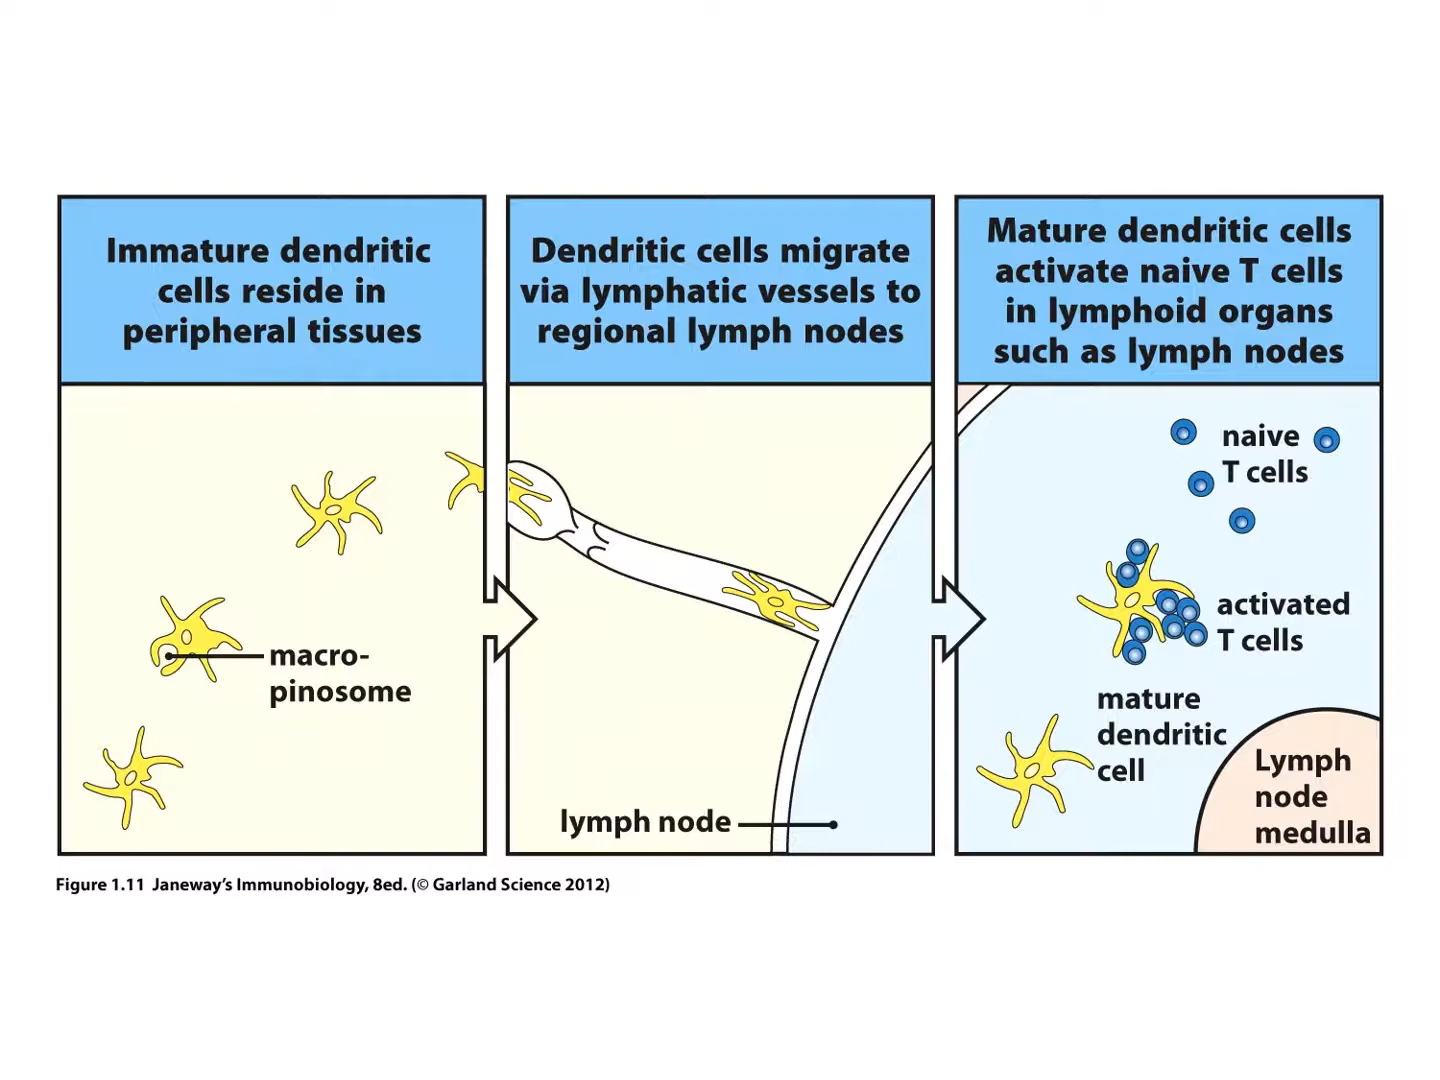 Immature dendritic
cells reside in
peripheral tissues
Dendritic cells migrate
via lymphatic vessels to
regional lymph nodes
Mature dendritic cells
activate naive T cells
in lymphoid organs
such as lymph nodes
macro-
pinosome
lymph node
naive
T cells
activated
T cells
mature
dendritic
cell
Lymph
node
medulla
Figure 1.11 Janeway's Immunobiology, 8ed. (© Garland Science 2012)